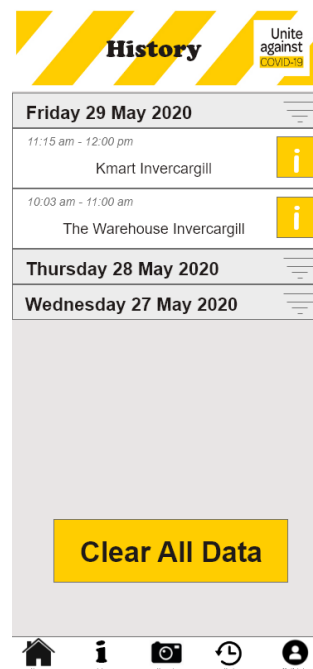 History
Unite
against
COVID-19
Friday 29 May 2020
11:15 am - 12:00 pm
Kmart Invercargill
i
10:03 am - 11:00 am
The Warehouse Invercargill
i
Thursday 28 May 2020
Wednesday 27 May 2020
Clear All Data